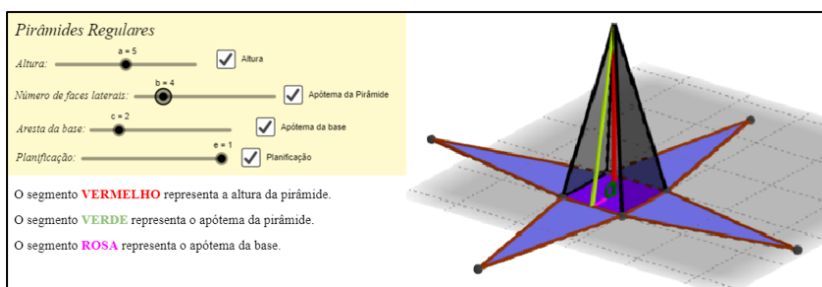 Pirâmides Regulares
a = 5
Altura:
Altura
b = 4
Número de faces laterais:
Apótema da Pirâmide
c = 2
Aresta da base:
Apótema da base
e = 1
Planificação:
Planificação
O segmento VERMELHO representa a altura da pirâmide.
O segmento VERDE representa o apótema da pirâmide.
O segmento ROSA representa o apótema da base.